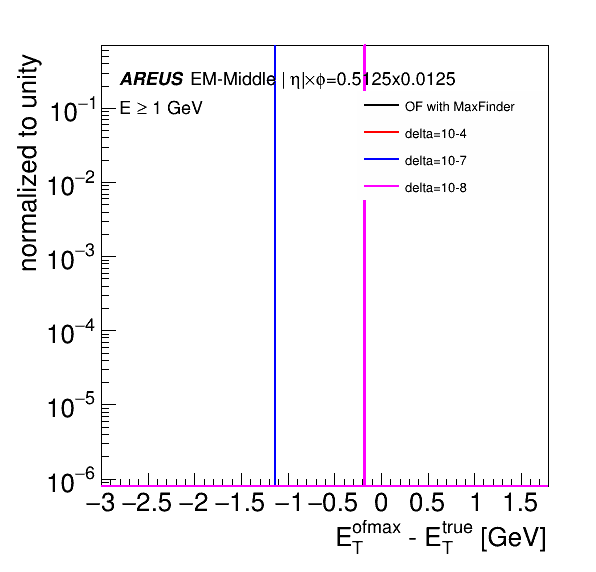 AREUS EM-Middle | η|×ϕ=0.5125x0.0125
E ≥ 1 GeV
OF with MaxFinder
delta=10-4
delta=10-7
delta=10-8
normalized to unity
10⁻¹
10⁻²
10⁻³
10⁻⁴
10⁻⁵
10⁻⁶
−3 −2.5 −2 −1.5 −1 −0.5 0 0.5 1 1.5
E_T^ofmax - E_T^true [GeV]